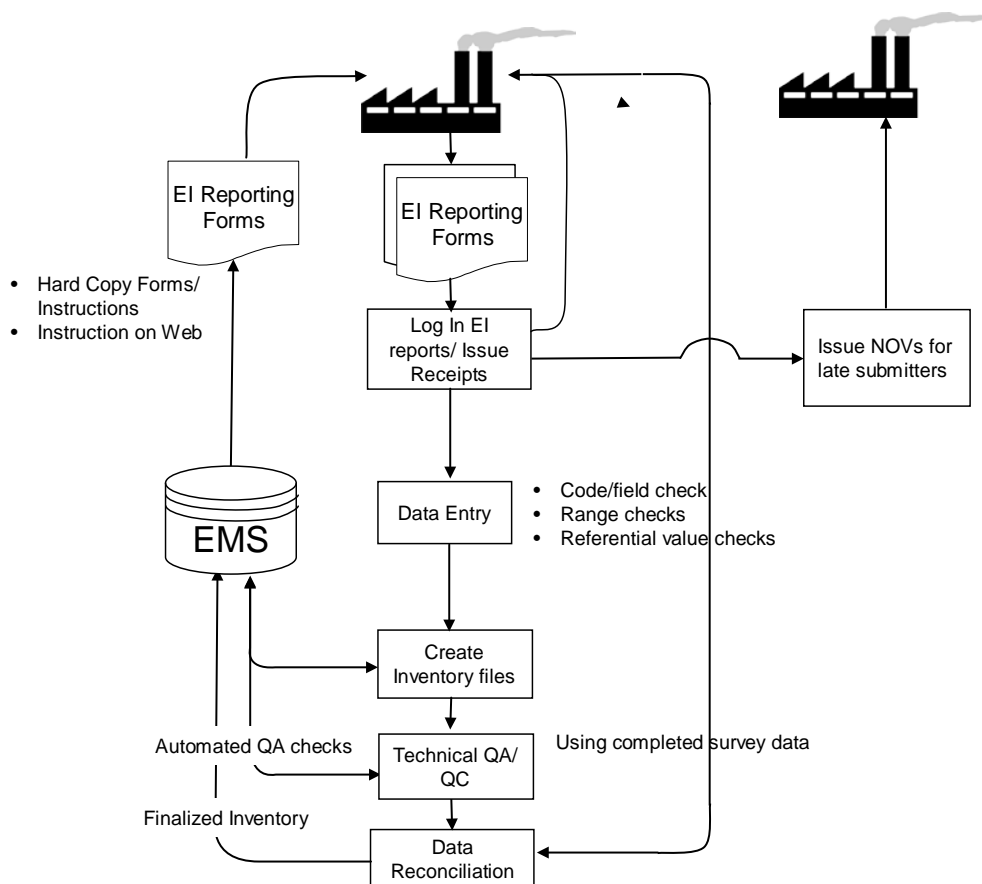 EI Reporting
Forms
EI Reporting
Forms
• Hard Copy Forms/
Instructions
• Instruction on Web
Log In EI
reports/ Issue
Receipts
Issue NOVs for
late submitters
Data Entry
• Code/field check
• Range checks
• Referential value checks
EMS
Create
Inventory files
Automated QA checks
Technical QA/
QC
Using completed survey data
Finalized Inventory
Data
Reconciliation